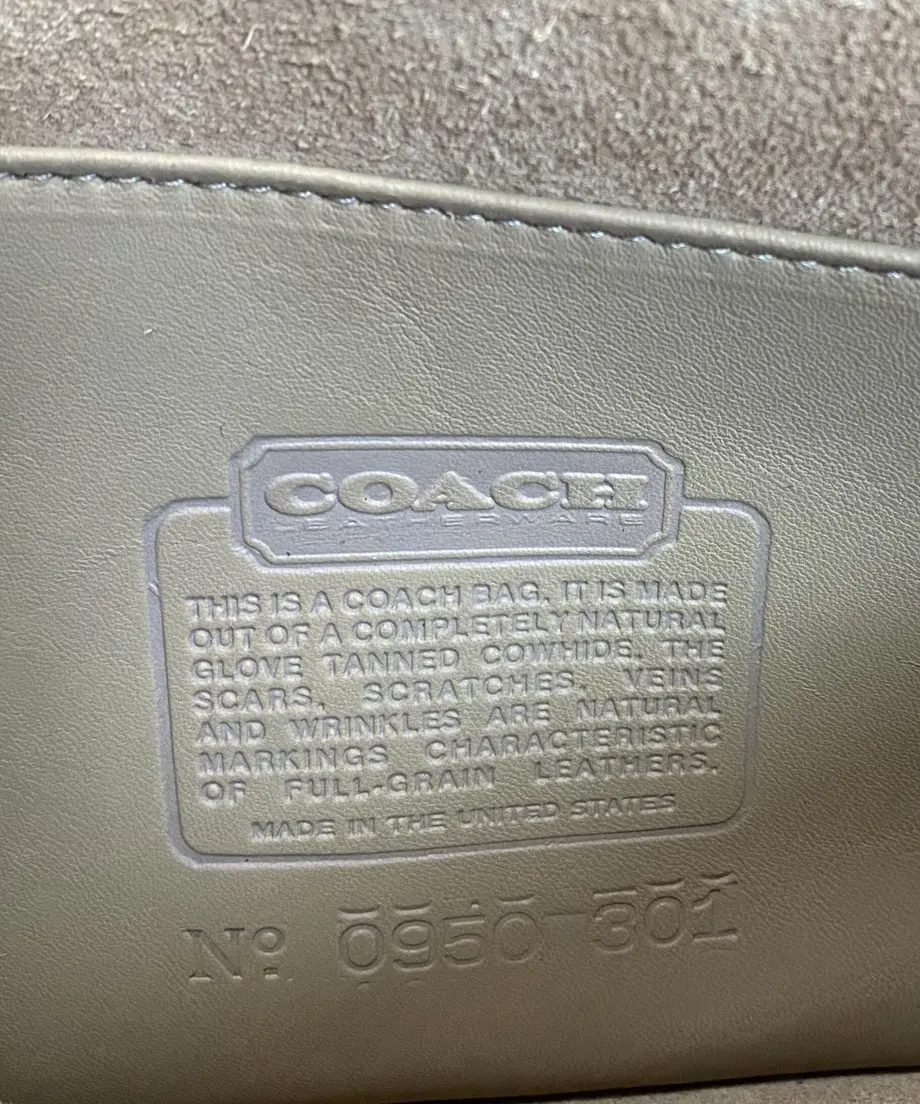 COACH
LEATHERWARE
THIS IS A COACH BAG. IT IS MADE
OUT OF A COMPLETELY NATURAL
GLOVE TANNED COWHIDE. THE
SCARS, SCRATCHES, VEINS
AND WRINKLES ARE NATURAL
MARKINGS CHARACTERISTIC
OF FULL-GRAIN LEATHERS.
MADE IN THE UNITED STATES
Nº 0950-301